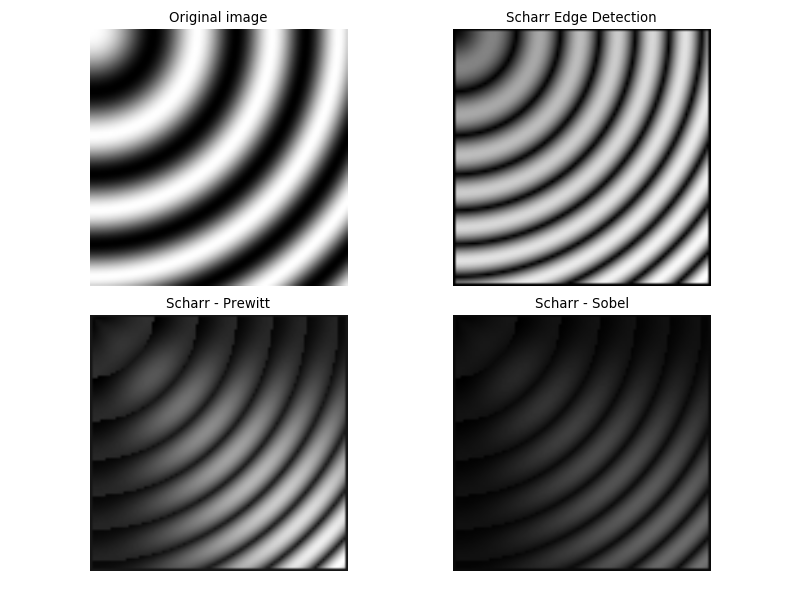 Original image
Scharr Edge Detection
Scharr - Prewitt
Scharr - Sobel